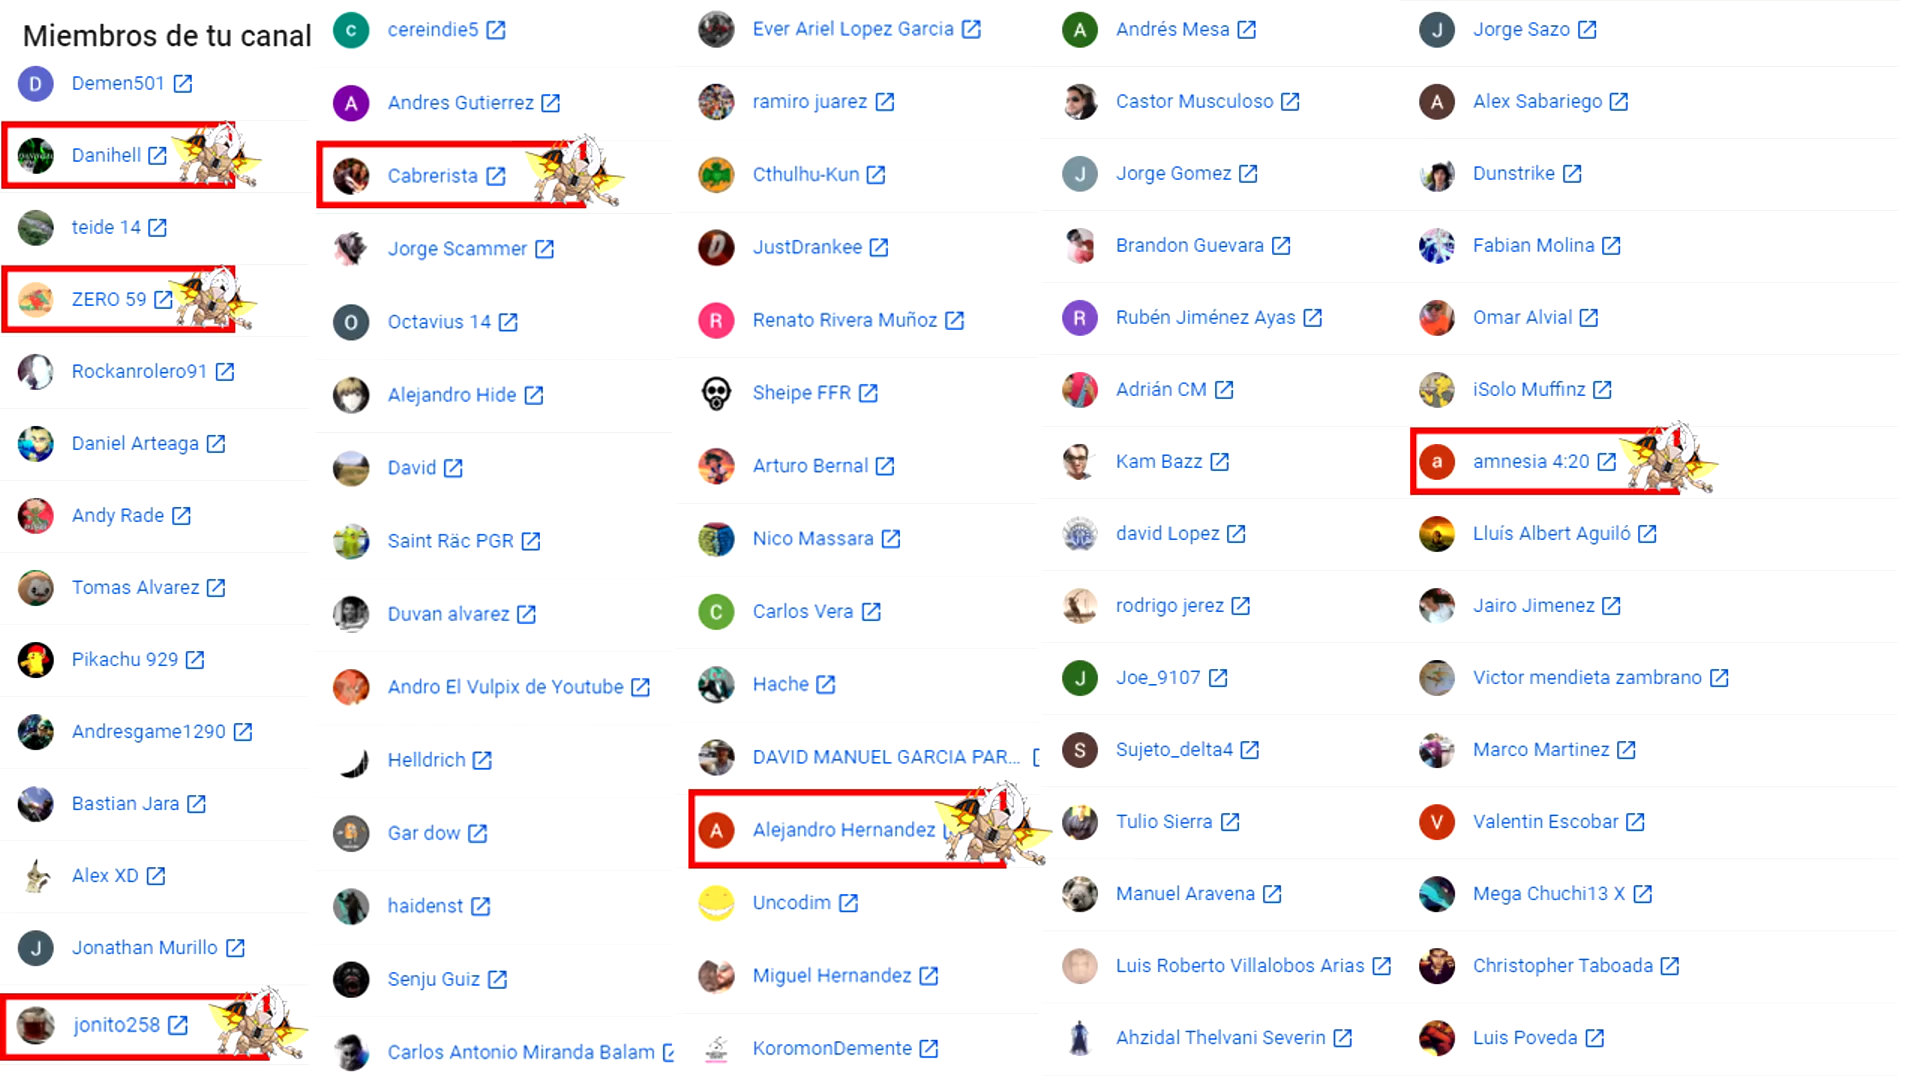 Miembros de tu canal
Demen501
Danihell
teide 14
ZERO 59
Rockanrolero91
Daniel Arteaga
Andy Rade
Tomas Alvarez
Pikachu 929
Andresgame1290
Bastian Jara
Alex XD
J
Jonathan Murillo
jonito258
cereindie5
Andres Gutierrez
Cabrerista
Jorge Scammer
Octavius 14
Alejandro Hide
David
Saint Räc PGR
Duvan alvarez
Andro El Vulpix de Youtube
Helldrich
Gar dow
haidenst
Senju Guiz
Carlos Antonio Miranda Balam
Ever Ariel Lopez Garcia
ramiro juarez
Cthulhu-Kun
JustDrankee
Renato Rivera Muñoz
Sheipe FFR
Arturo Bernal
Nico Massara
Carlos Vera
Hache
DAVID MANUEL GARCIA PAR...
Alejandro Hernandez
Uncodim
Miguel Hernandez
KoromonDemente
Andrés Mesa
Castor Musculoso
Jorge Gomez
Brandon Guevara
Rubén Jiménez Ayas
Adrián CM
Kam Bazz
david Lopez
rodrigo jerez
Joe_9107
Sujeto_delta4
Tulio Sierra
Manuel Aravena
Luis Roberto Villalobos Arias
Ahzidal Thelvani Severin
Jorge Sazo
Alex Sabariego
Dunstrike
Fabian Molina
Omar Alvial
iSolo Muffinz
amnesia 4:20
Lluís Albert Aguiló
Jairo Jimenez
Victor mendieta zambrano
Marco Martinez
Valentin Escobar
Mega Chuchi13 X
Christopher Taboada
Luis Poveda